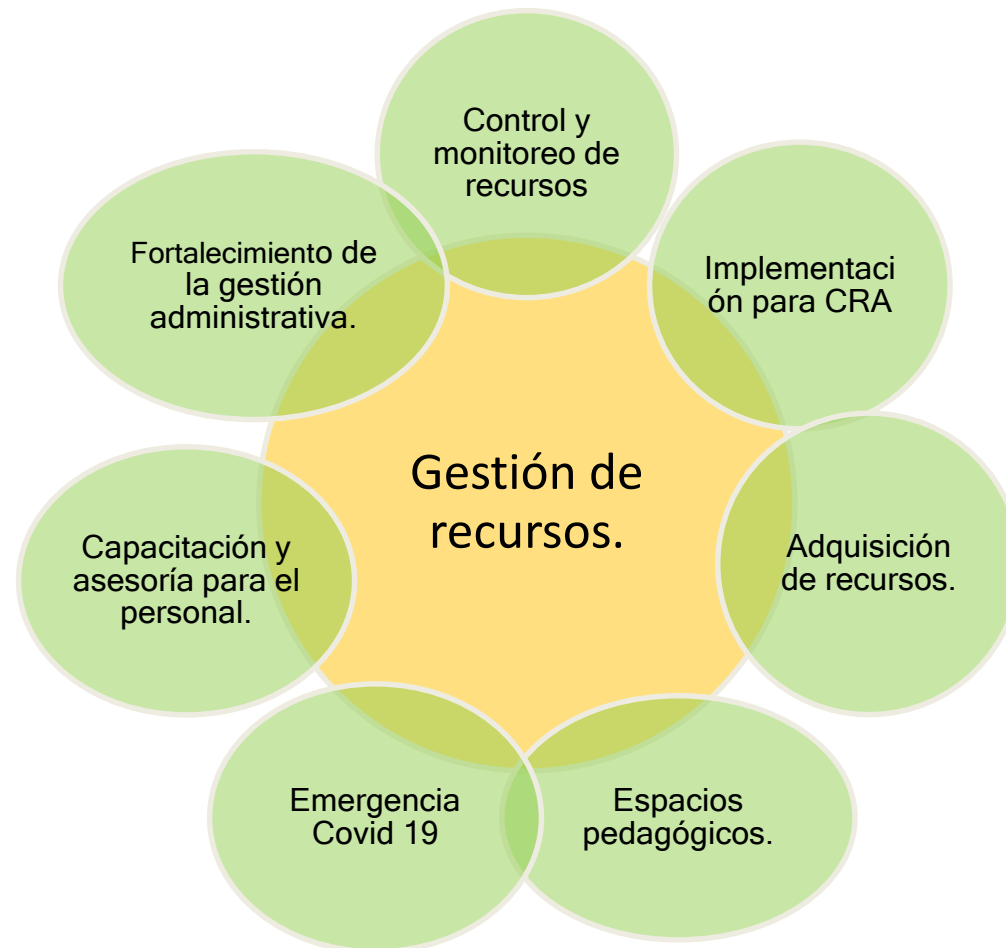 Control y
monitoreo de
recursos
Implementaci
ón para CRA
Adquisición
de recursos.
Espacios
pedagógicos.
Emergencia
Covid 19
Capacitación y
asesoría para el
personal.
Fortalecimiento de
la gestión
administrativa.
Gestión de
recursos.